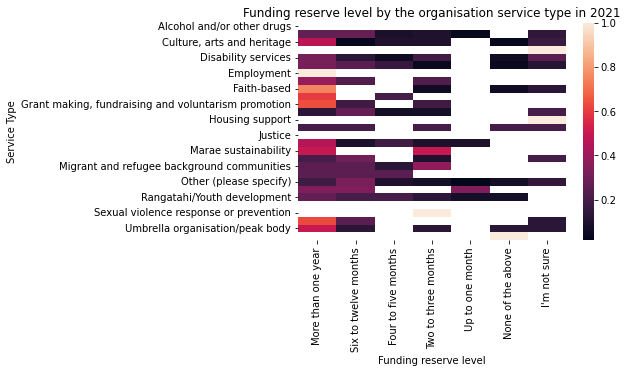 Funding reserve level by the organisation service type in 2021
Service Type
Alcohol and/or other drugs
Culture, arts and heritage
Disability services
Employment
Faith-based
Grant making, fundraising and voluntarism promotion
Housing support
Justice
Marae sustainability
Migrant and refugee background communities
Other (please specify)
Rangatahi/Youth development
Sexual violence response or prevention
Umbrella organisation/peak body
More than one year
Six to twelve months
Four to five months
Two to three months
Up to one month
None of the above
I'm not sure
Funding reserve level
1.0
0.8
0.6
0.4
0.2